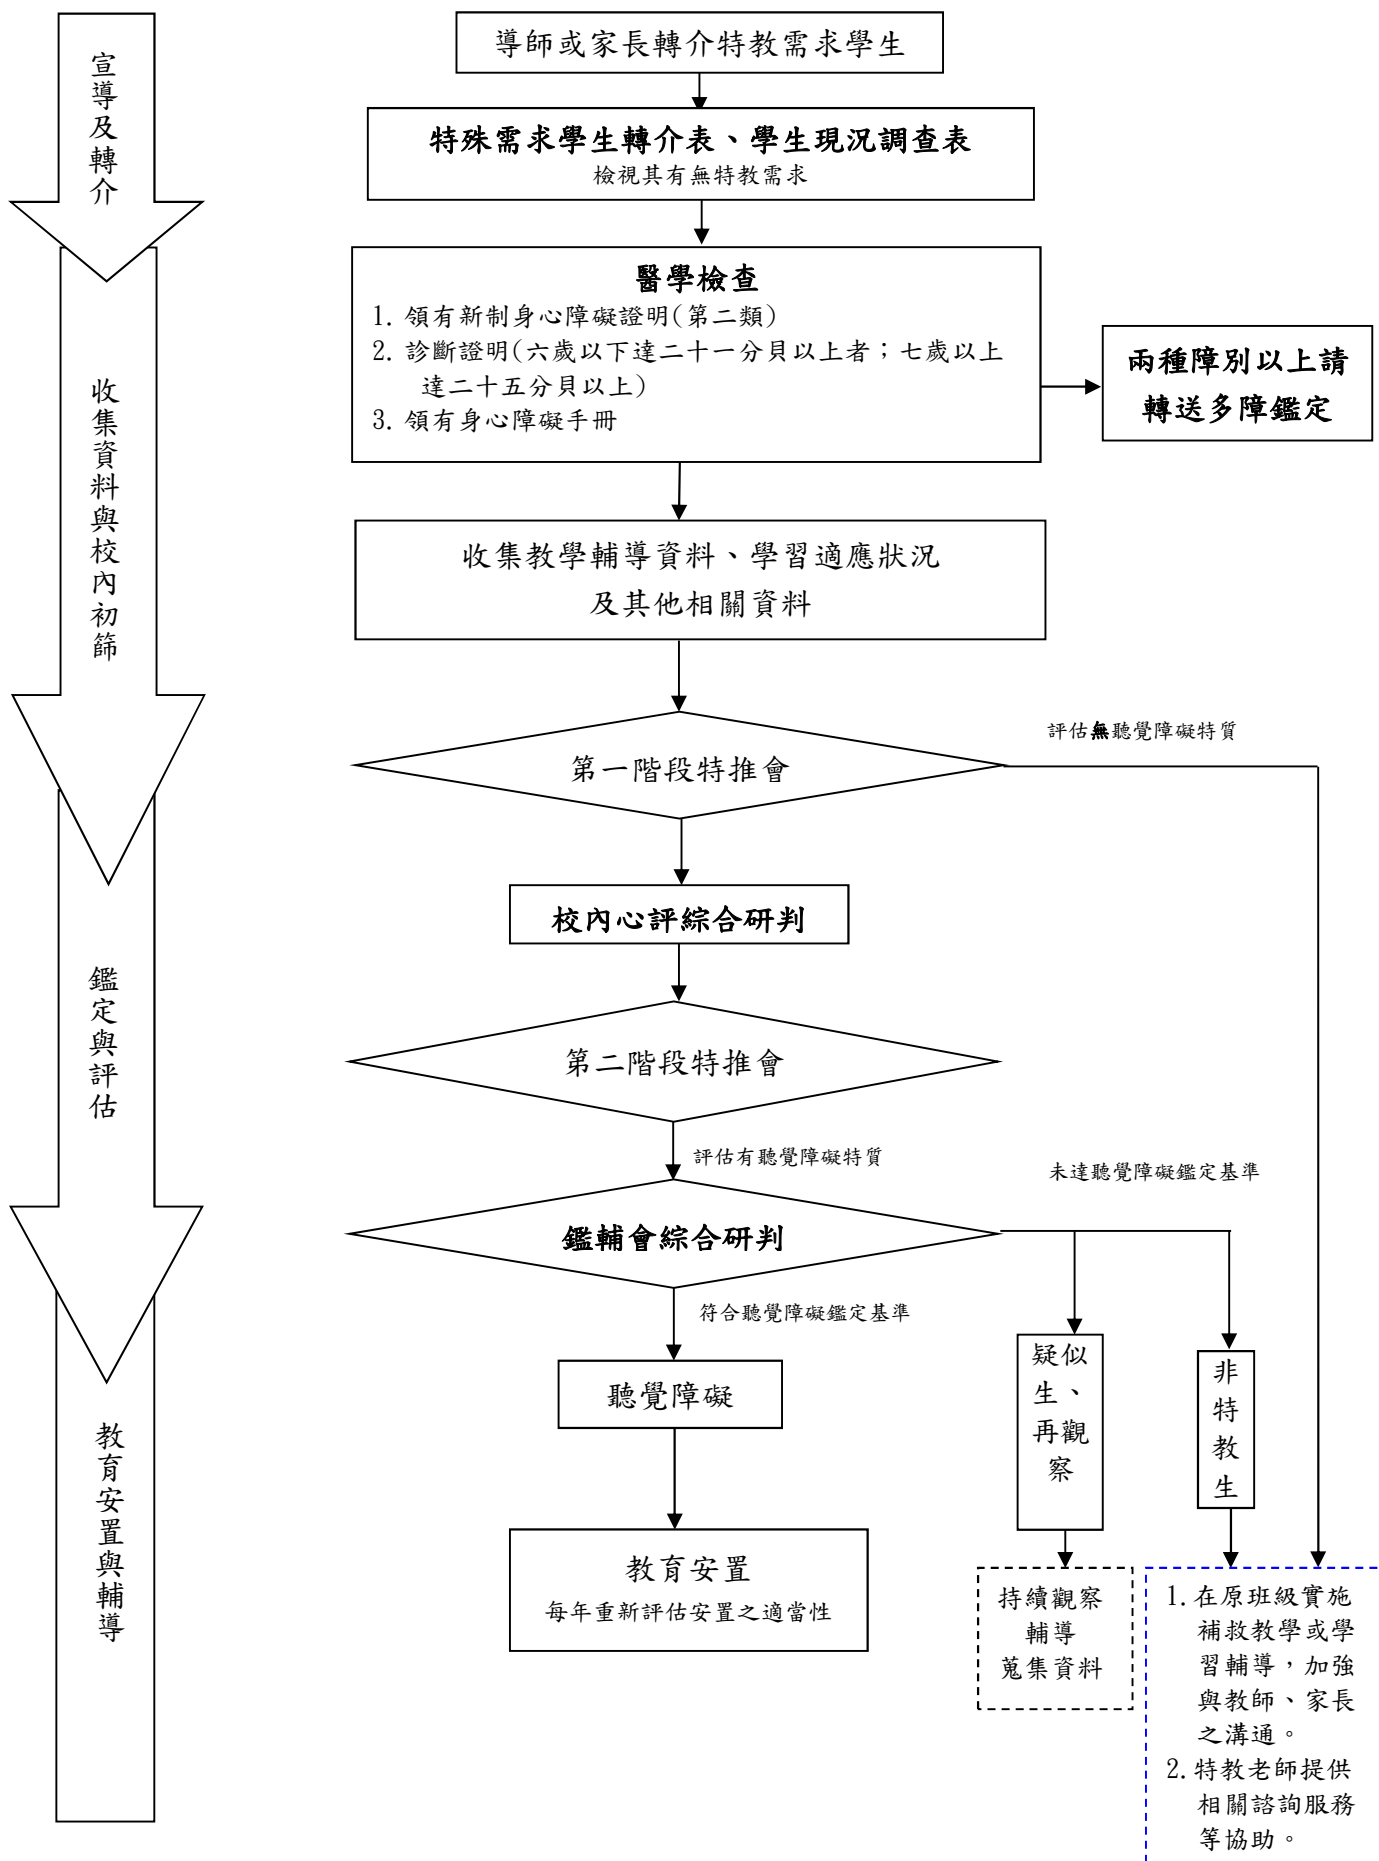 宣導及轉介
導師或家長轉介特教需求學生
特殊需求學生轉介表、學生現況調查表
檢視其有無特教需求
收集資料與校內初篩
醫學檢查
1. 領有新制身心障礙證明(第二類)
2. 診斷證明(六歲以下達二十一分貝以上者；七歲以上
達二十五分貝以上)
3. 領有身心障礙手冊
兩種障別以上請
轉送多障鑑定
收集教學輔導資料、學習適應狀況
及其他相關資料
第一階段特推會
評估無聽覺障礙特質
鑑定與評估
校內心評綜合研判
第二階段特推會
評估有聽覺障礙特質
鑑輔會綜合研判
未達聽覺障礙鑑定基準
符合聽覺障礙鑑定基準
教育安置與輔導
聽覺障礙
疑似
生、
再觀
察
非
特
教
生
教育安置
每年重新評估安置之適當性
持續觀察
輔導
蒐集資料
1. 在原班級實施
補救教學或學
習輔導，加強
與教師、家長
之溝通。
2. 特教老師提供
相關諮詢服務
等協助。